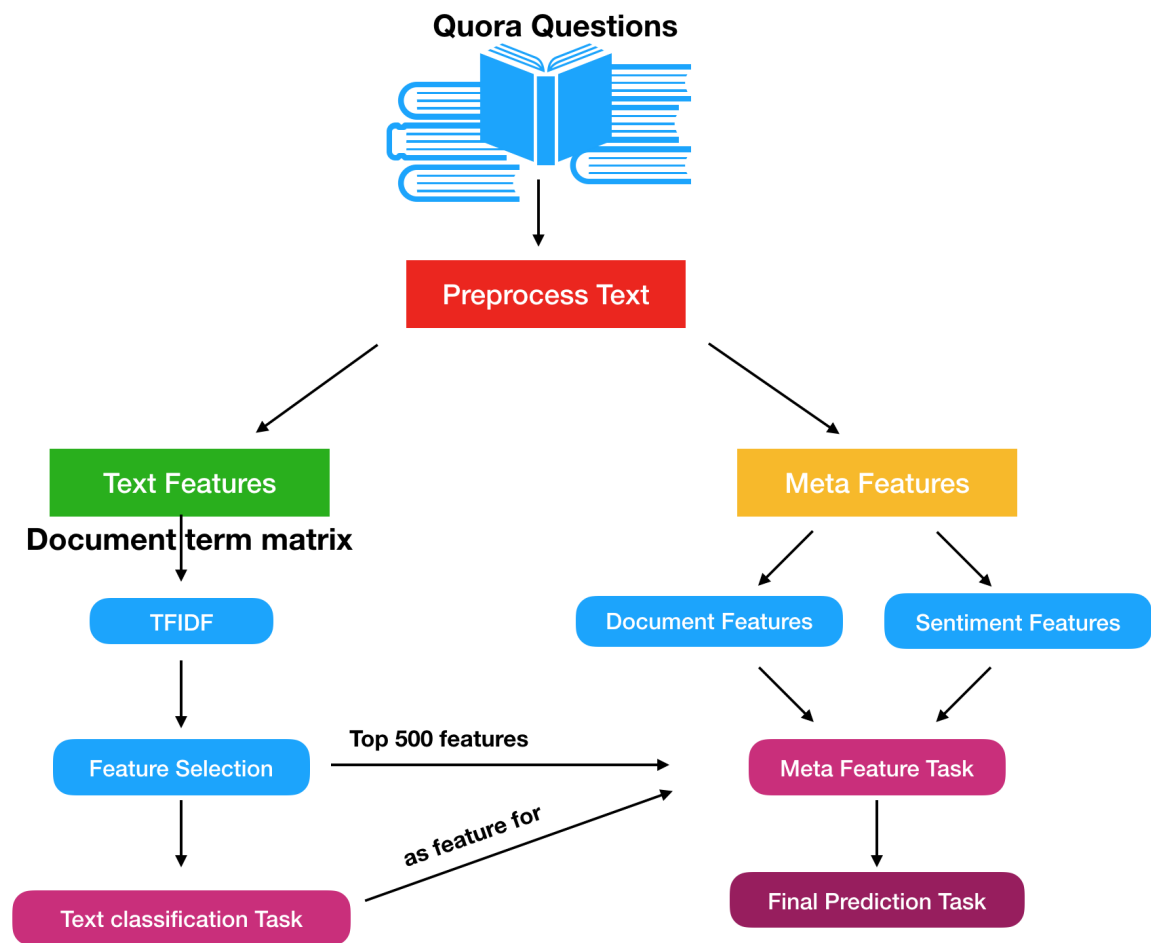 Quora Questions
Preprocess Text
Text Features
Meta Features
Document term matrix
TFIDF
Document Features
Sentiment Features
Top 500 features
Feature Selection
Meta Feature Task
as feature for
Text classification Task
Final Prediction Task